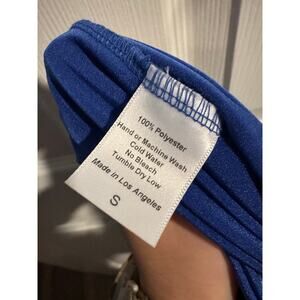 100% Polyester
Hand or Machine Wash
Cold Water
No Bleach
Tumble Dry Low
Made in Los Angeles
S